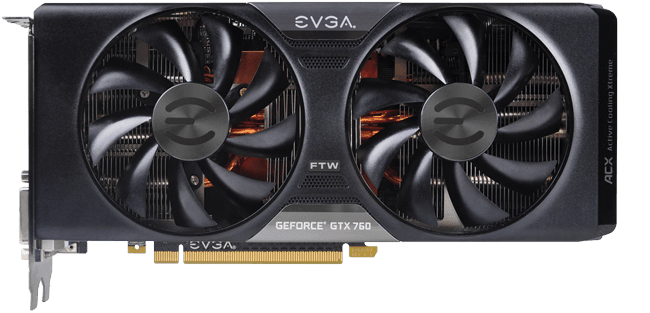 EVGA.
FTW
GEFORCE® GTX 760
EVGA.
ACX Active Cooling Xtreme